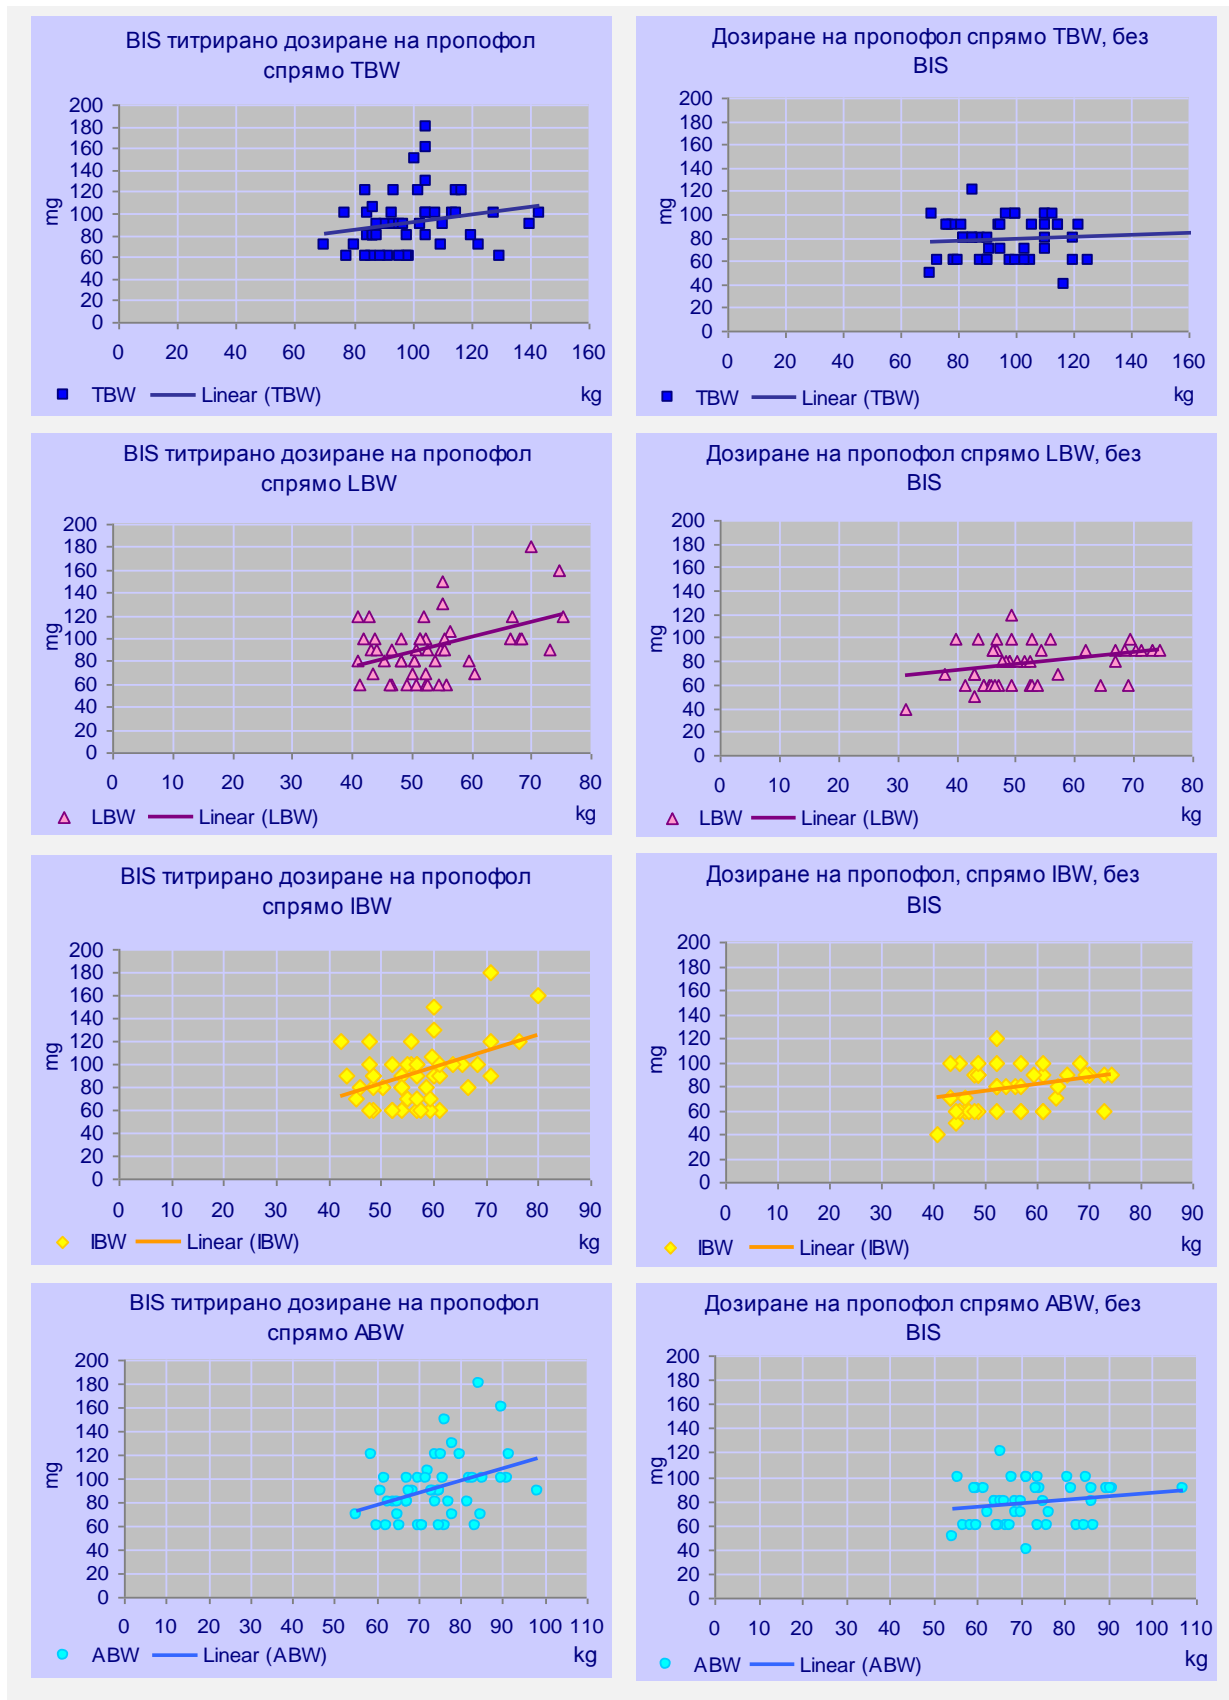 BIS титрирано дозиране на пропофол
спрямо TBW
200
180
160
140
120
100
80
60
40
20
0
mg
0 20 40 60 80 100 120 140 160
TBW Linear (TBW) kg
Дозиране на пропофол спрямо TBW, без
BIS
200
180
160
140
120
100
80
60
40
20
0
mg
0 20 40 60 80 100 120 140 160
TBW Linear (TBW) kg
BIS титрирано дозиране на пропофол
спрямо LBW
200
180
160
140
120
100
80
60
40
20
0
mg
0 10 20 30 40 50 60 70 80
LBW Linear (LBW) kg
Дозиране на пропофол спрямо LBW, без
BIS
200
180
160
140
120
100
80
60
40
20
0
mg
0 10 20 30 40 50 60 70 80
LBW Linear (LBW) kg
BIS титрирано дозиране на пропофол
спрямо IBW
200
180
160
140
120
100
80
60
40
20
0
mg
0 10 20 30 40 50 60 70 80 90
IBW Linear (IBW) kg
Дозиране на пропофол, спрямо IBW, без
BIS
200
180
160
140
120
100
80
60
40
20
0
mg
0 10 20 30 40 50 60 70 80 90
IBW Linear (IBW) kg
BIS титрирано дозиране на пропофол
спрямо ABW
200
180
160
140
120
100
80
60
40
20
0
mg
0 10 20 30 40 50 60 70 80 90 100 110
ABW Linear (ABW) kg
Дозиране на пропофол спрямо ABW, без
BIS
200
180
160
140
120
100
80
60
40
20
0
mg
0 10 20 30 40 50 60 70 80 90 100 110
ABW Linear (ABW) kg